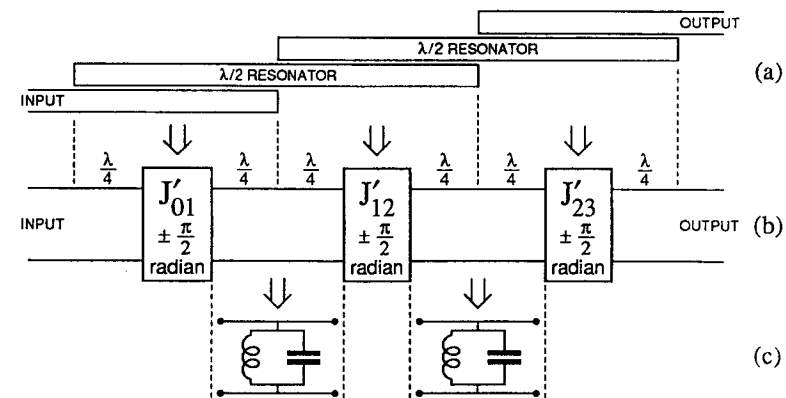 OUTPUT
λ/2 RESONATOR
(a)
λ/2 RESONATOR
INPUT
λ/4 λ/4 λ/4 λ/4 λ/4 λ/4
J′01 J′12 J′23
INPUT ± π/2 ± π/2 ± π/2 OUTPUT (b)
radian radian radian
(c)